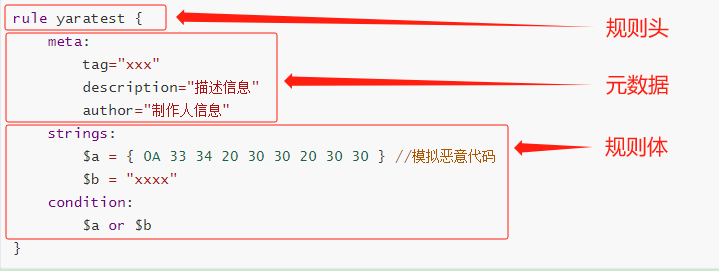 rule yaratest {
规则头
meta:
tag="xxx"
description="描述信息"
元数据
author="制作人信息"
strings:
规则体
$a = { 0A 33 34 20 30 30 20 30 30 } //模拟恶意代码
$b = "xxxx"
condition:
$a or $b
}